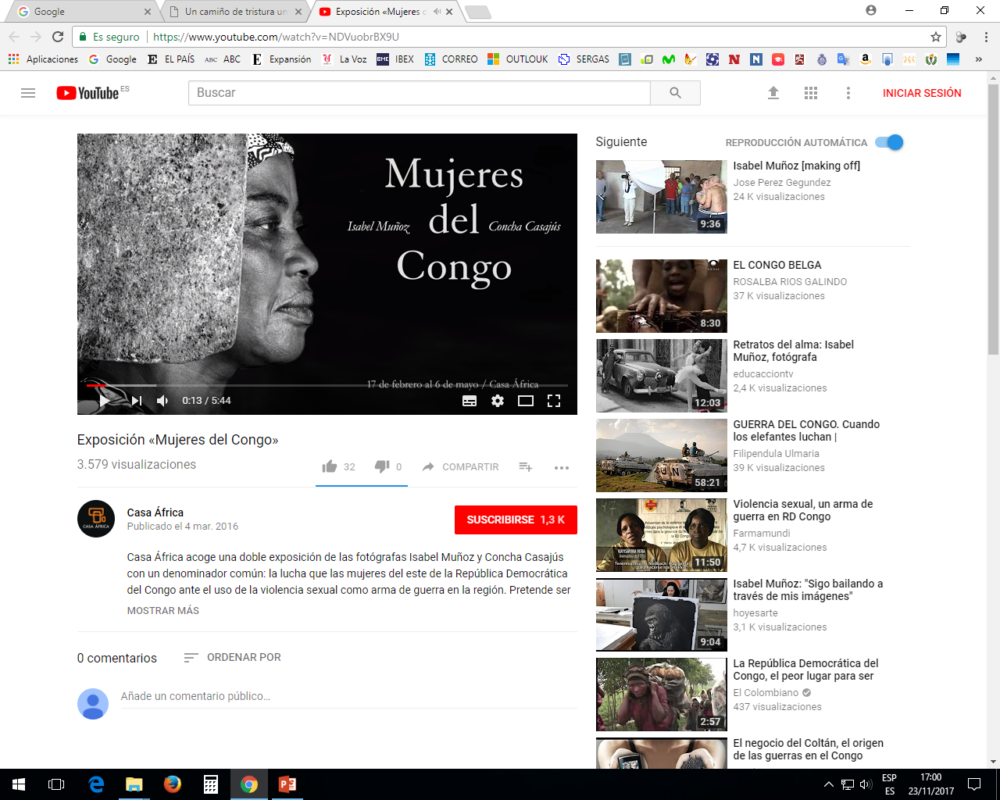 Google
Un camiño de tristura un
Exposición «Mujeres d
Es seguro
https://www.youtube.com/watch?v=NDVuobrBX9U
Aplicaciones
Google
EL PAÍS
ABC
Expansión
La Voz
IBEX
CORREO
OUTLOUK
SERGAS
YouTube ES
Buscar
INICIAR SESIÓN
Mujeres
Isabel Muñoz del Concha Casajús
Congo
17 de febrero al 6 de mayo / Casa África
0:13 / 5:44
Exposición «Mujeres del Congo»
3.579 visualizaciones
32
0
COMPARTIR
CASA ÁFRICA
Casa África
Publicado el 4 mar. 2016
SUSCRIBIRSE 1,3 K
Casa África acoge una doble exposición de las fotógrafas Isabel Muñoz y Concha Casajús
con un denominador común: la lucha que las mujeres del este de la República Democrática
del Congo ante el uso de la violencia sexual como arma de guerra en la región. Pretende ser
MOSTRAR MÁS
0 comentarios
ORDENAR POR
Añade un comentario público...
Siguiente
REPRODUCCIÓN AUTOMÁTICA
Isabel Muñoz [making off]
Jose Perez Gegundez
24 K visualizaciones
9:36
EL CONGO BELGA
ROSALBA RIOS GALINDO
37 K visualizaciones
8:30
Retratos del alma: Isabel
Muñoz, fotógrafa
educacciontv
2,4 K visualizaciones
12:03
GUERRA DEL CONGO. Cuando
los elefantes luchan |
Filipendula Ulmaria
39 K visualizaciones
UN
58:21
Violencia sexual, un arma de
guerra en RD Congo
Farmamundi
4,7 K visualizaciones
11:50
Isabel Muñoz: "Sigo bailando a
través de mis imágenes"
hoyesarte
3,1 K visualizaciones
9:04
La República Democrática del
Congo, el peor lugar para ser
El Colombiano
437 visualizaciones
2:57
El negocio del Coltán, el origen
de las guerras en el Congo
ESP
ES
17:00
23/11/2017